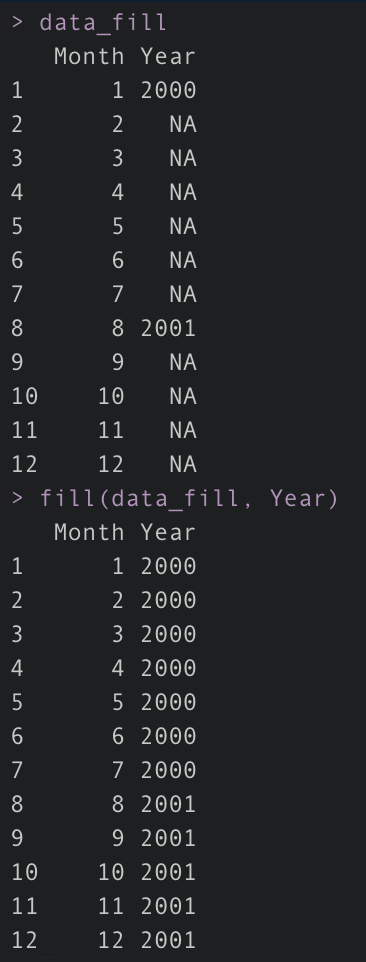 > data_fill
   Month Year
1      1 2000
2      2   NA
3      3   NA
4      4   NA
5      5   NA
6      6   NA
7      7   NA
8      8 2001
9      9   NA
10    10   NA
11    11   NA
12    12   NA
> fill(data_fill, Year)
   Month Year
1      1 2000
2      2 2000
3      3 2000
4      4 2000
5      5 2000
6      6 2000
7      7 2000
8      8 2001
9      9 2001
10    10 2001
11    11 2001
12    12 2001